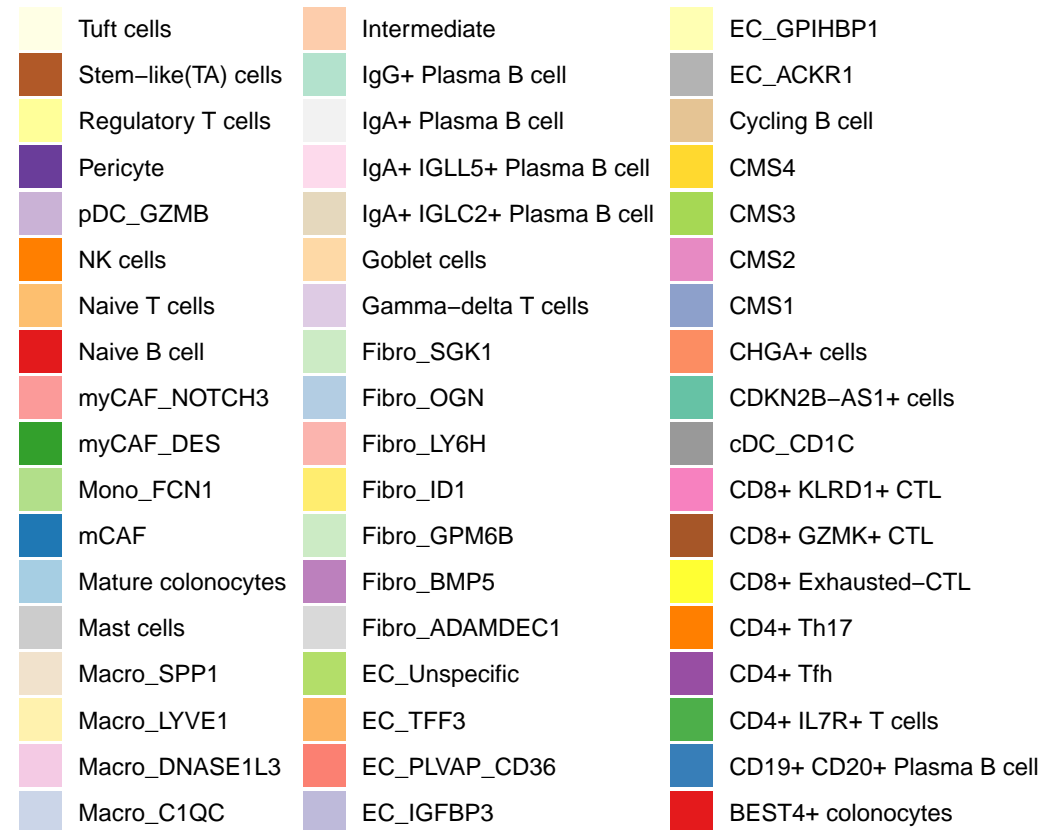 Tuft cells
Stem−like(TA) cells
Regulatory T cells
Pericyte
pDC_GZMB
NK cells
Naive T cells
Naive B cell
myCAF_NOTCH3
myCAF_DES
Mono_FCN1
mCAF
Mature colonocytes
Mast cells
Macro_SPP1
Macro_LYVE1
Macro_DNASE1L3
Macro_C1QC
Intermediate
IgG+ Plasma B cell
IgA+ Plasma B cell
IgA+ IGLL5+ Plasma B cell
IgA+ IGLC2+ Plasma B cell
Goblet cells
Gamma−delta T cells
Fibro_SGK1
Fibro_OGN
Fibro_LY6H
Fibro_ID1
Fibro_GPM6B
Fibro_BMP5
Fibro_ADAMDEC1
EC_Unspecific
EC_TFF3
EC_PLVAP_CD36
EC_IGFBP3
EC_GPIHBP1
EC_ACKR1
Cycling B cell
CMS4
CMS3
CMS2
CMS1
CHGA+ cells
CDKN2B−AS1+ cells
cDC_CD1C
CD8+ KLRD1+ CTL
CD8+ GZMK+ CTL
CD8+ Exhausted−CTL
CD4+ Th17
CD4+ Tfh
CD4+ IL7R+ T cells
CD19+ CD20+ Plasma B cell
BEST4+ colonocytes